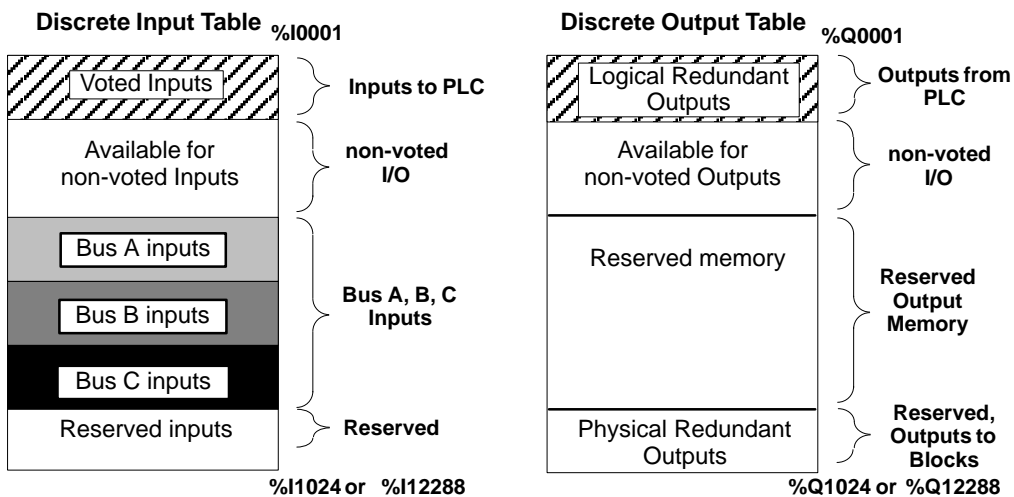 Discrete Input Table
%I0001
Voted Inputs
Inputs to PLC
Available for
non-voted Inputs
non-voted
I/O
Bus A inputs
Bus B inputs
Bus C inputs
Bus A, B, C
Inputs
Reserved inputs
Reserved
%I1024 or %I12288
Discrete Output Table
%Q0001
Logical Redundant
Outputs
Outputs from
PLC
Available for
non-voted Outputs
non-voted
I/O
Reserved memory
Reserved
Output
Memory
Physical Redundant
Outputs
Reserved,
Outputs to
Blocks
%Q1024 or %Q12288